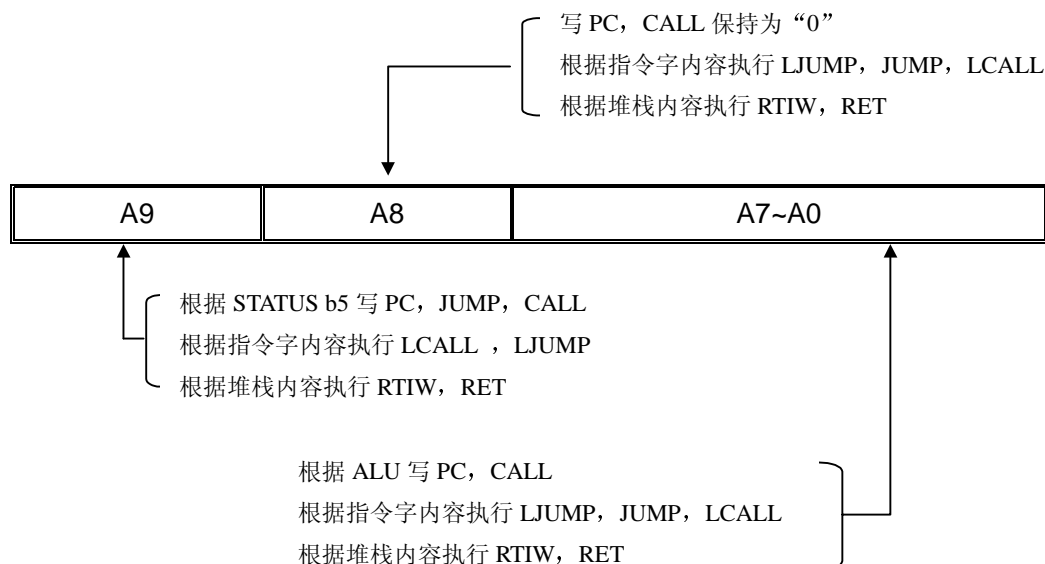 写 PC，CALL 保持为“0”
根据指令字内容执行 LJUMP，JUMP，LCALL
根据堆栈内容执行 RTIW，RET
A9 A8 A7~A0
根据 STATUS b5 写 PC，JUMP，CALL
根据指令字内容执行 LCALL ，LJUMP
根据堆栈内容执行 RTIW，RET
根据 ALU 写 PC，CALL
根据指令字内容执行 LJUMP，JUMP，LCALL
根据堆栈内容执行 RTIW，RET